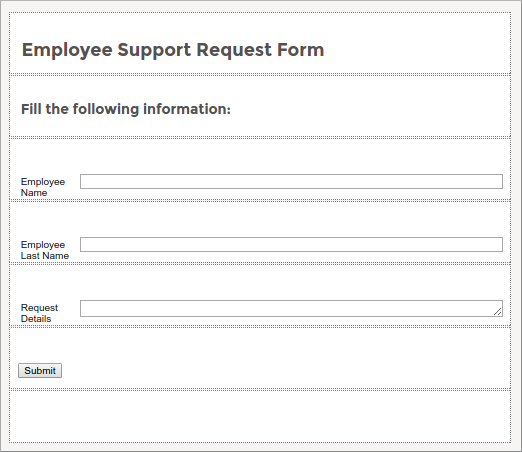 Employee Support Request Form
Fill the following information:
Employee
Name
Employee
Last Name
Request
Details
Submit